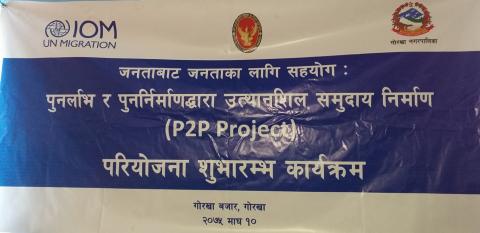 IOM
UN MIGRATION
गोरखा नगरपालिका
जनताबाट जनताका लागि सहयोग :
पुनर्लाभ र पुनर्निर्माणद्वारा उत्थानशिल समुदाय निर्माण
(P2P Project)
परियोजना शुभारम्भ कार्यक्रम
गोरखा बजार, गोरखा
२०७५ माघ १०